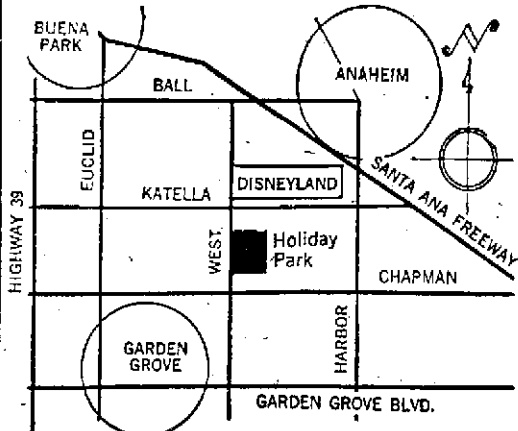 BUENA
PARK
N
BALL
ANAHEIM
EUCLID
DISNEYLAND
KATELLA
SANTA ANA FREEWAY
HIGHWAY 39
WEST
Holiday
Park
CHAPMAN
HARBOR
GARDEN
GROVE
GARDEN GROVE BLVD.